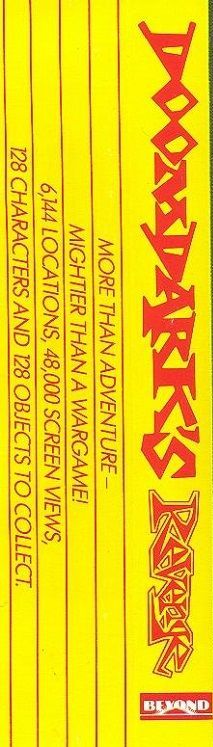 DOOMDARK'S REVENGE
BEYOND
MORE THAN ADVENTURE –
MIGHTIER THAN A WARGAME!
6,144 LOCATIONS, 48,000 SCREEN VIEWS,
128 CHARACTERS AND 128 OBJECTS TO COLLECT.